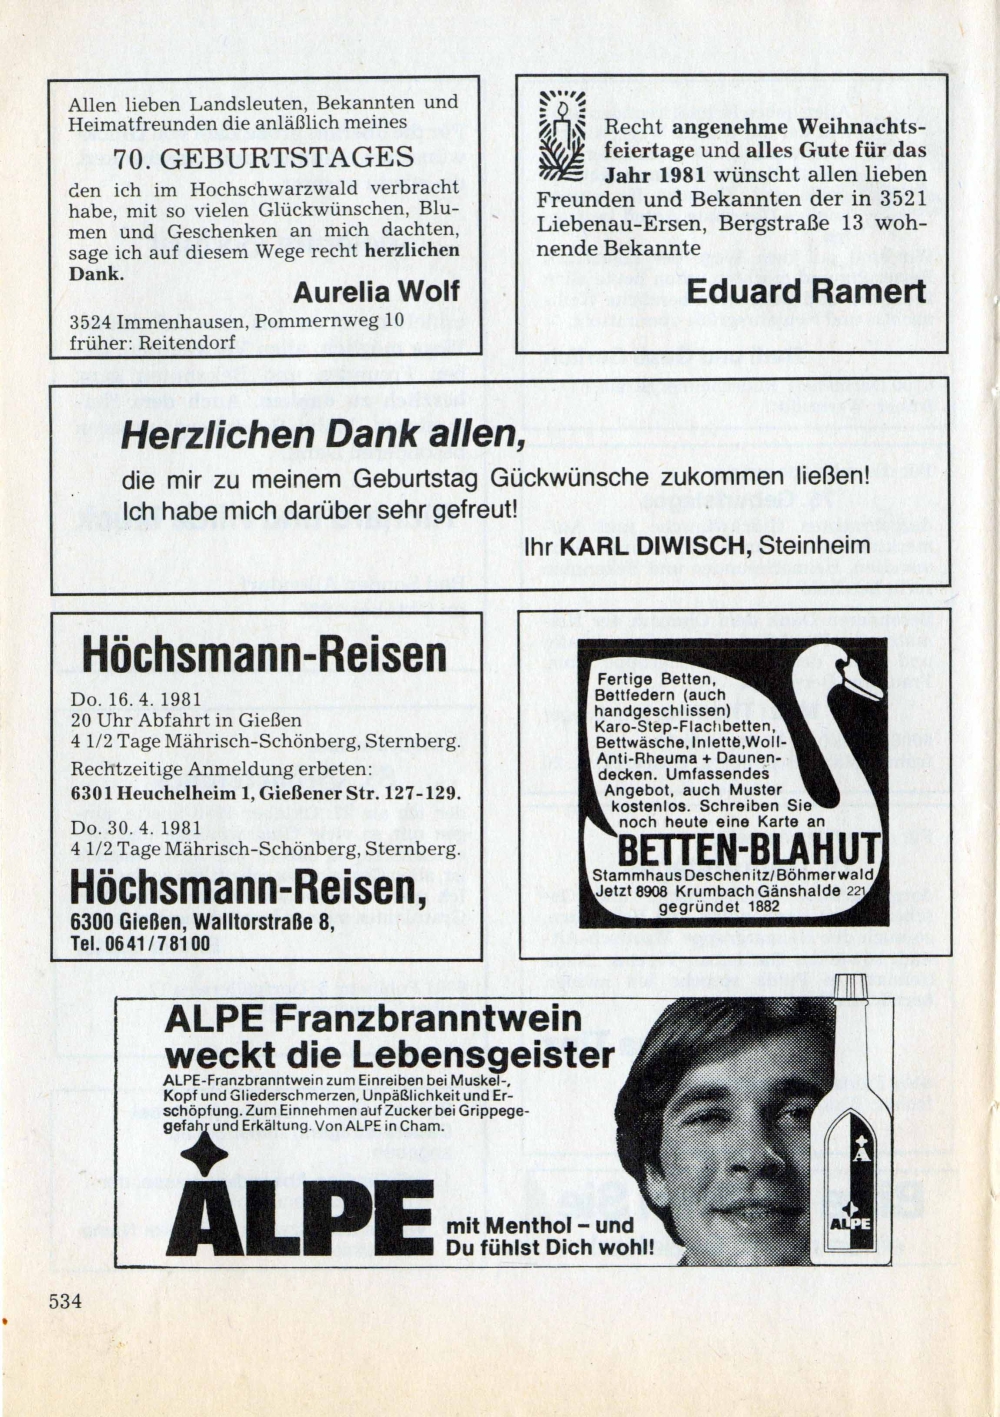 Allen lieben Landsleuten, Bekannten und
Heimatfreunden die anläßlich meines
70. GEBURTSTAGES
den ich im Hochschwarzwald verbracht
habe, mit so vielen Glückwünschen, Blu-
men und Geschenken an mich dachten,
sage ich auf diesem Wege recht herzlichen
Dank.
Aurelia Wolf
3524 Immenhausen, Pommernweg 10
früher: Reitendorf
Recht angenehme Weihnachts-
feiertage und alles Gute für das
Jahr 1981 wünscht allen lieben
Freunden und Bekannten der in 3521
Liebenau-Ersen, Bergstraße 13 woh-
nende Bekannte
Eduard Ramert
Herzlichen Dank allen,
die mir zu meinem Geburtstag Gückwünsche zukommen ließen!
Ich habe mich darüber sehr gefreut!
Ihr KARL DIWISCH, Steinheim
Höchsmann-Reisen
Do. 16. 4. 1981
20 Uhr Abfahrt in Gießen
4 1/2 Tage Mährisch-Schönberg, Sternberg.
Rechtzeitige Anmeldung erbeten:
6301 Heuchelheim 1, Gießener Str. 127-129.
Do. 30. 4. 1981
4 1/2 Tage Mährisch-Schönberg, Sternberg.
Höchsmann-Reisen,
6300 Gießen, Walltorstraße 8,
Tel. 0641/78100
Fertige Betten,
Bettfedern (auch
handgeschlissen)
Karo-Step-Flachbetten,
Bettwäsche, Inlette, Woll-
Anti-Rheuma + Daunen-
decken. Umfassendes
Angebot, auch Muster
kostenlos. Schreiben Sie
noch heute eine Karte an
BETTEN-BLAHUT
Stammhaus Deschenitz/Böhmerwald
Jetzt 8908 Krumbach Gänshalde 221
gegründet 1882
ALPE Franzbranntwein
weckt die Lebensgeister
ALPE-Franzbranntwein zum Einreiben bei Muskel-,
Kopf und Gliederschmerzen, Unpäßlichkeit und Er-
schöpfung. Zum Einnehmen auf Zucker bei Grippege-
gefahr und Erkältung. Von ALPE in Cham.
ALPE
mit Menthol – und
Du fühlst Dich wohl!
A
ALPE
534